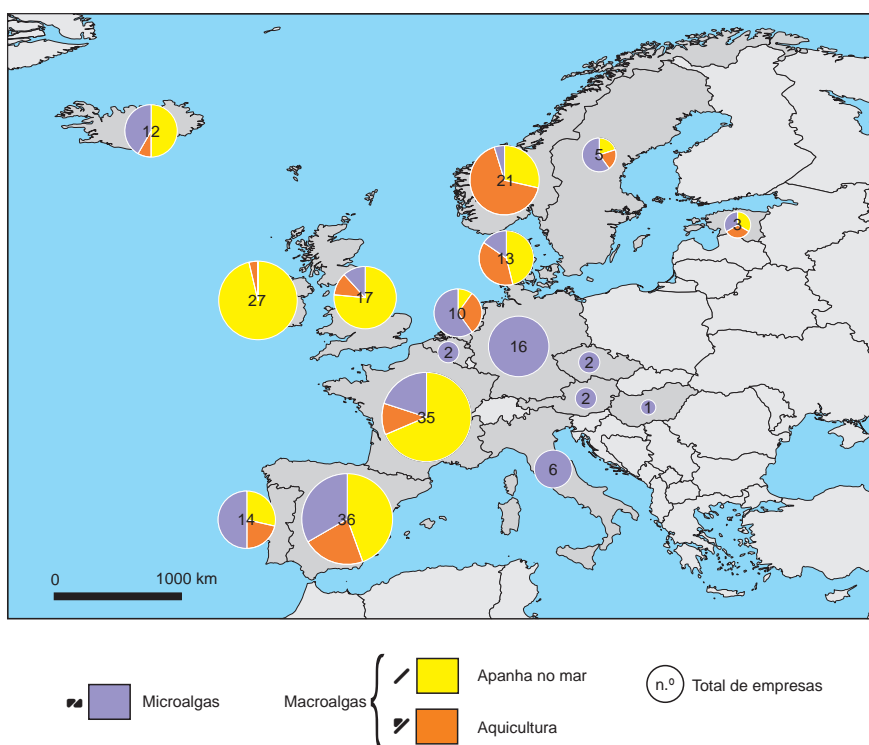 12
5
21
3
13
27
17
10
2
16
2
2
1
35
6
14
36
0 1000 km
Microalgas
Macroalgas
Apanha no mar
Aquicultura
n.º
Total de empresas